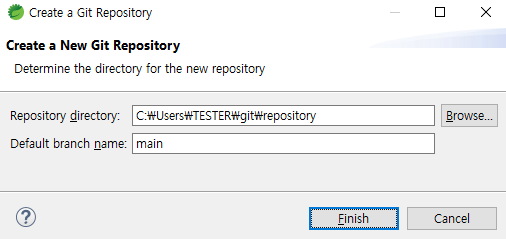 Create a Git Repository
Create a New Git Repository
Determine the directory for the new repository
Repository directory: C:₩Users₩TESTER₩git₩repository Browse...
Default branch name: main
Finish Cancel